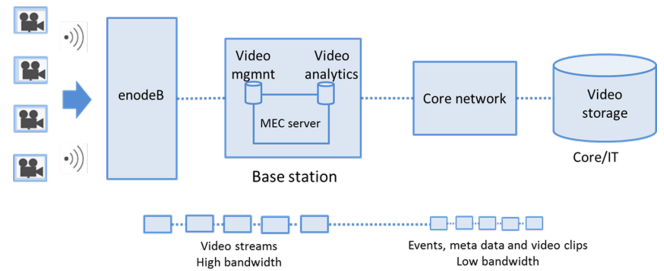 enodeB
Video
mgmnt
Video
analytics
MEC server
Base station
Core network
Video
storage
Core/IT
Video streams
High bandwidth
Events, meta data and video clips
Low bandwidth